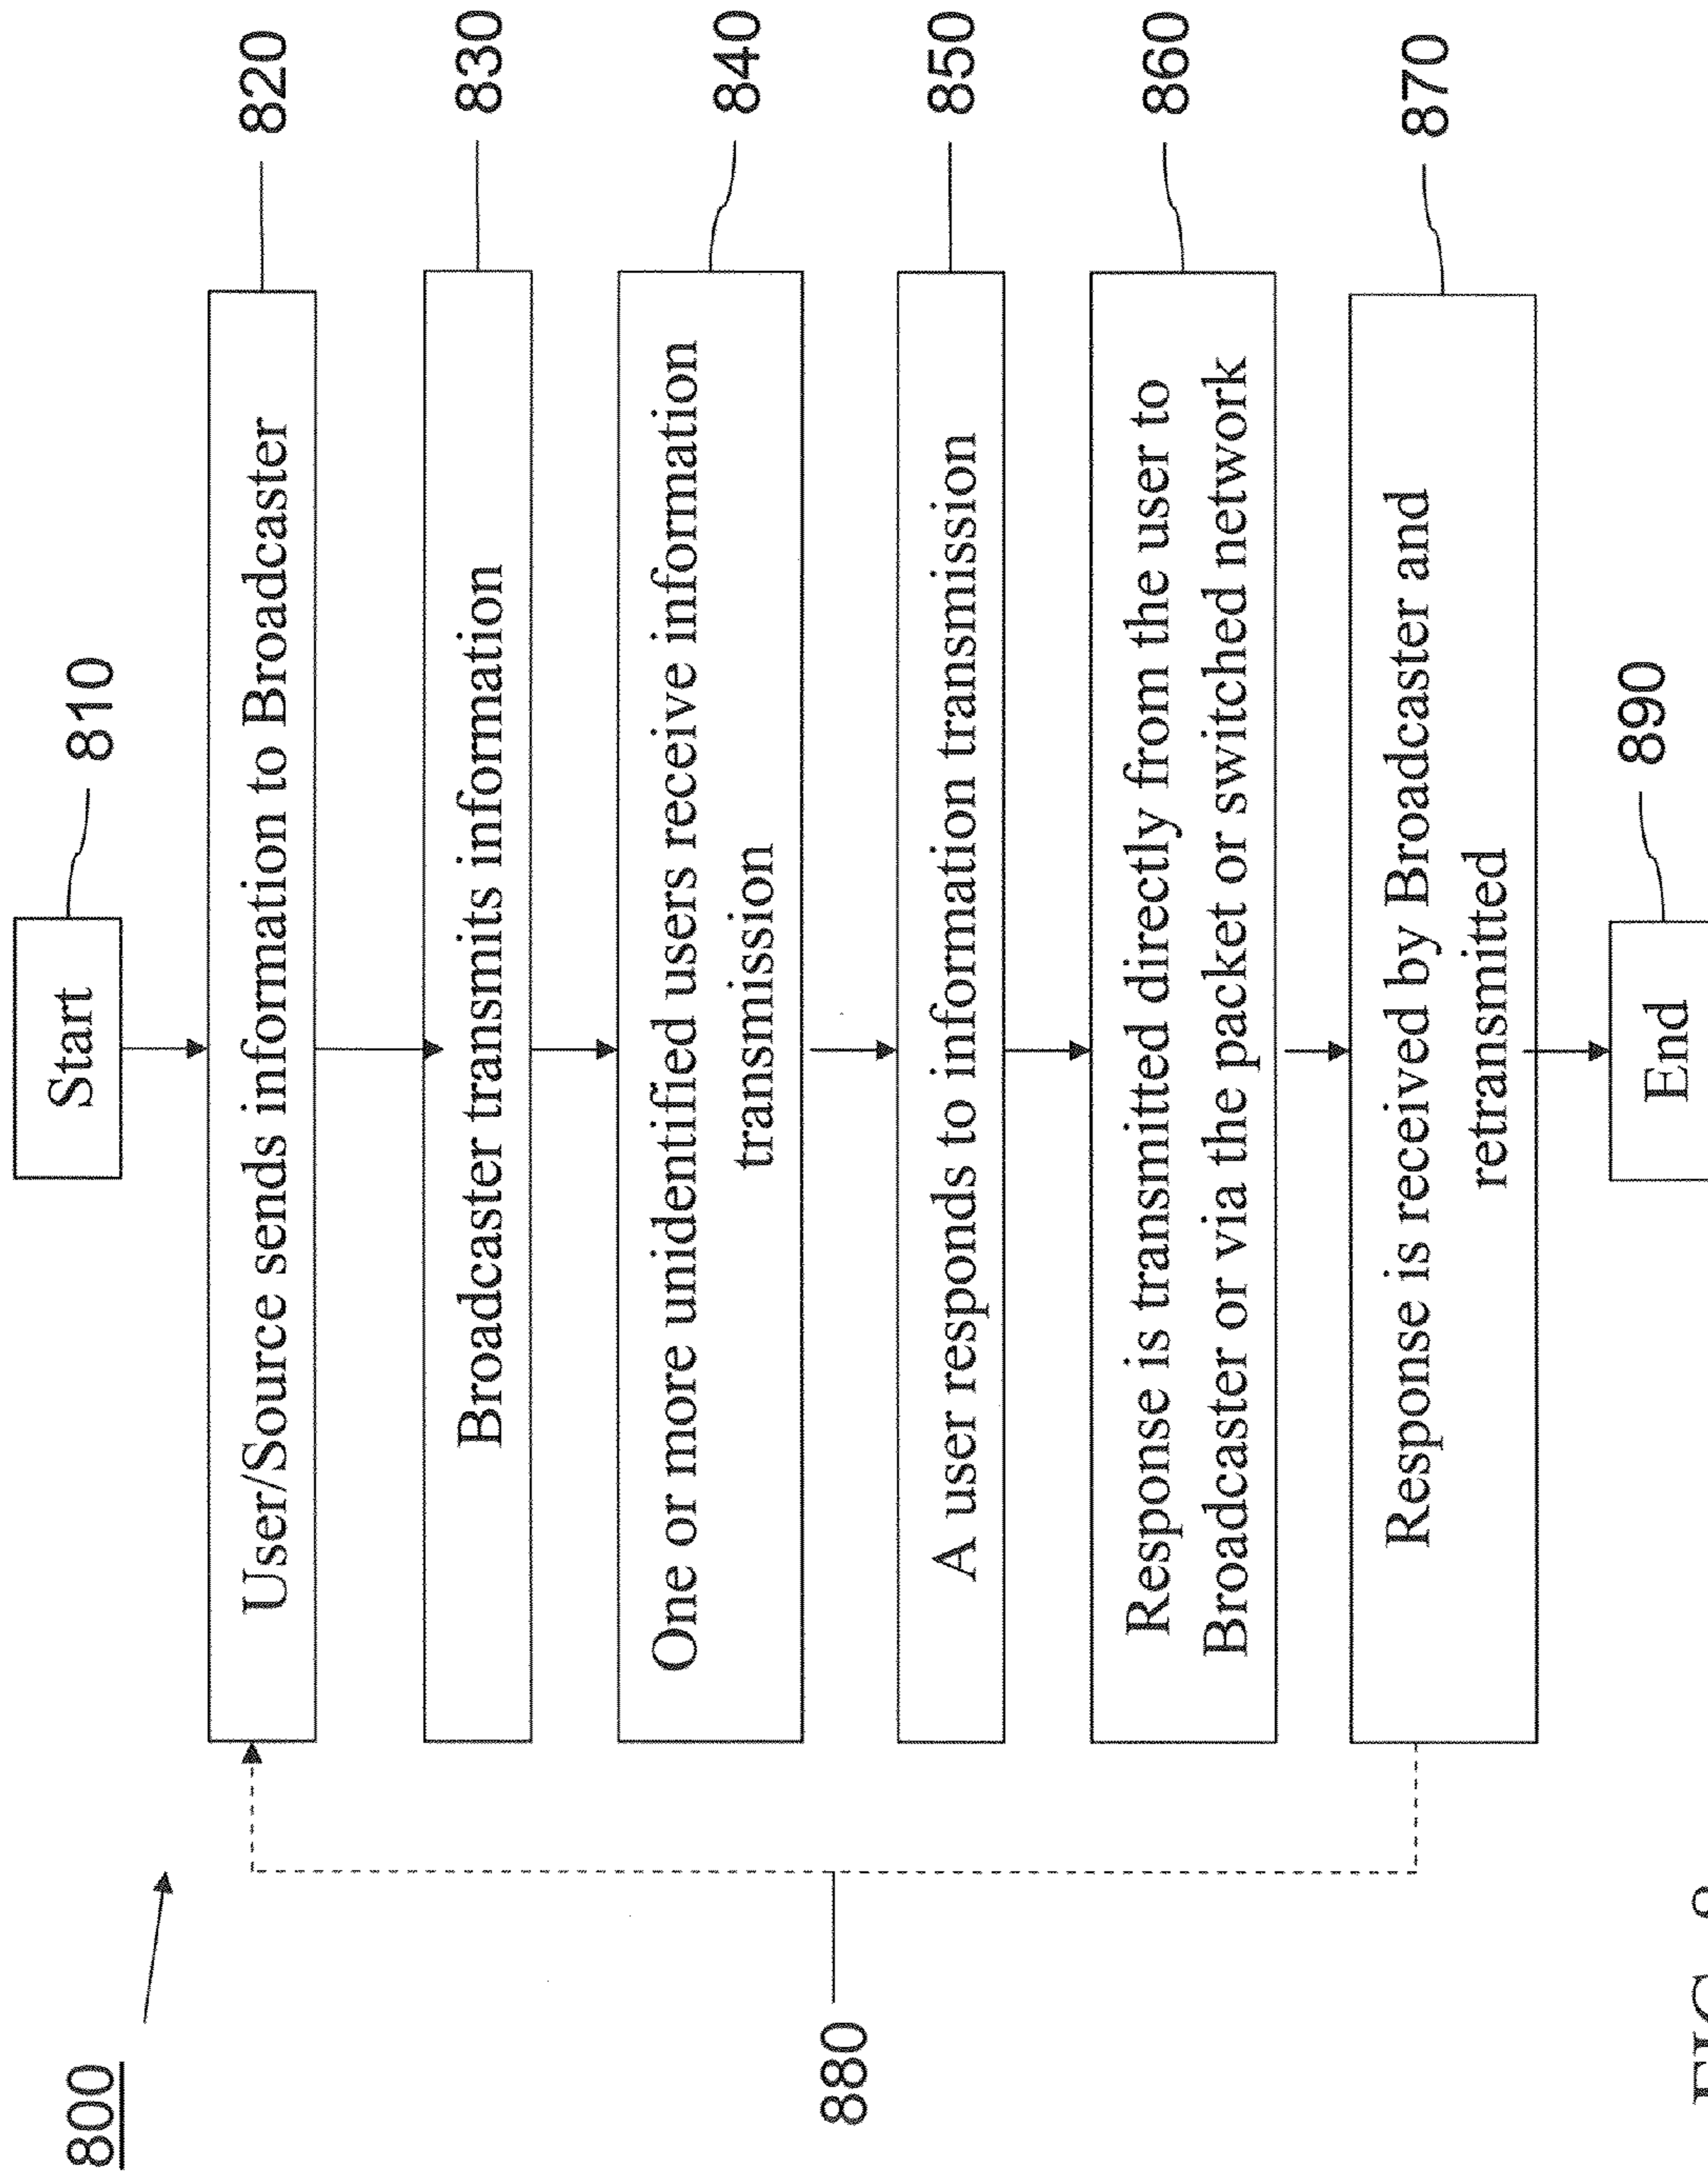 800
Start
810
User/Source sends information to Broadcaster
820
Broadcaster transmits information
830
One or more unidentified users receive information
transmission
840
A user responds to information transmission
850
Response is transmitted directly from the user to
Broadcaster or via the packet or switched network
860
Response is received by Broadcaster and
retransmitted
870
880
End
890
FIG. 8